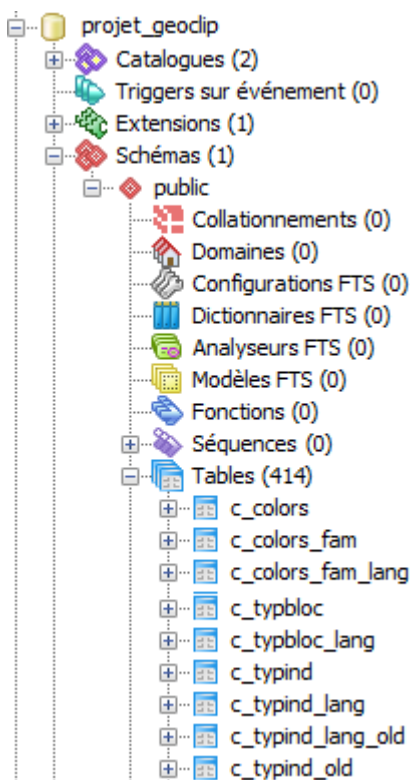 projet_geoclip
Catalogues (2)
Triggers sur événement (0)
Extensions (1)
Schémas (1)
public
Collationnements (0)
Domaines (0)
Configurations FTS (0)
Dictionnaires FTS (0)
Analyseurs FTS (0)
Modèles FTS (0)
Fonctions (0)
Séquences (0)
Tables (414)
c_colors
c_colors_fam
c_colors_fam_lang
c_typbloc
c_typbloc_lang
c_typind
c_typind_lang
c_typind_lang_old
c_typind_old